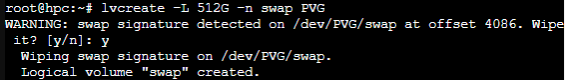 root@hpc:~# lvcreate -L 512G -n swap PVG
WARNING: swap signature detected on /dev/PVG/swap at offset 4086. Wipe
it? [y/n]: y
Wiping swap signature on /dev/PVG/swap.
Logical volume "swap" created.